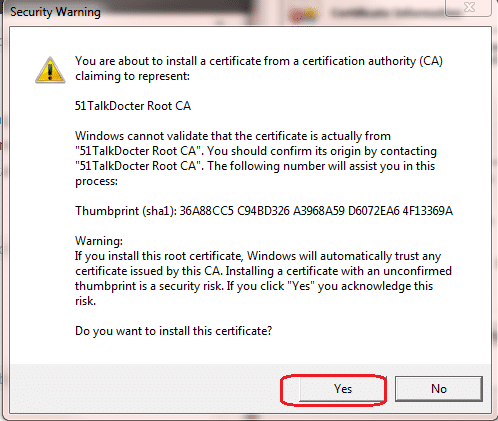 Security Warning
You are about to install a certificate from a certification authority (CA)
claiming to represent:
51TalkDocter Root CA
Windows cannot validate that the certificate is actually from
"51TalkDocter Root CA". You should confirm its origin by contacting
"51TalkDocter Root CA". The following number will assist you in this
process:
Thumbprint (sha1): 36A88CC5 C94BD326 A3968A59 D6072EA6 4F13369A
Warning:
If you install this root certificate, Windows will automatically trust any
certificate issued by this CA. Installing a certificate with an unconfirmed
thumbprint is a security risk. If you click "Yes" you acknowledge this
risk.
Do you want to install this certificate?
Yes No